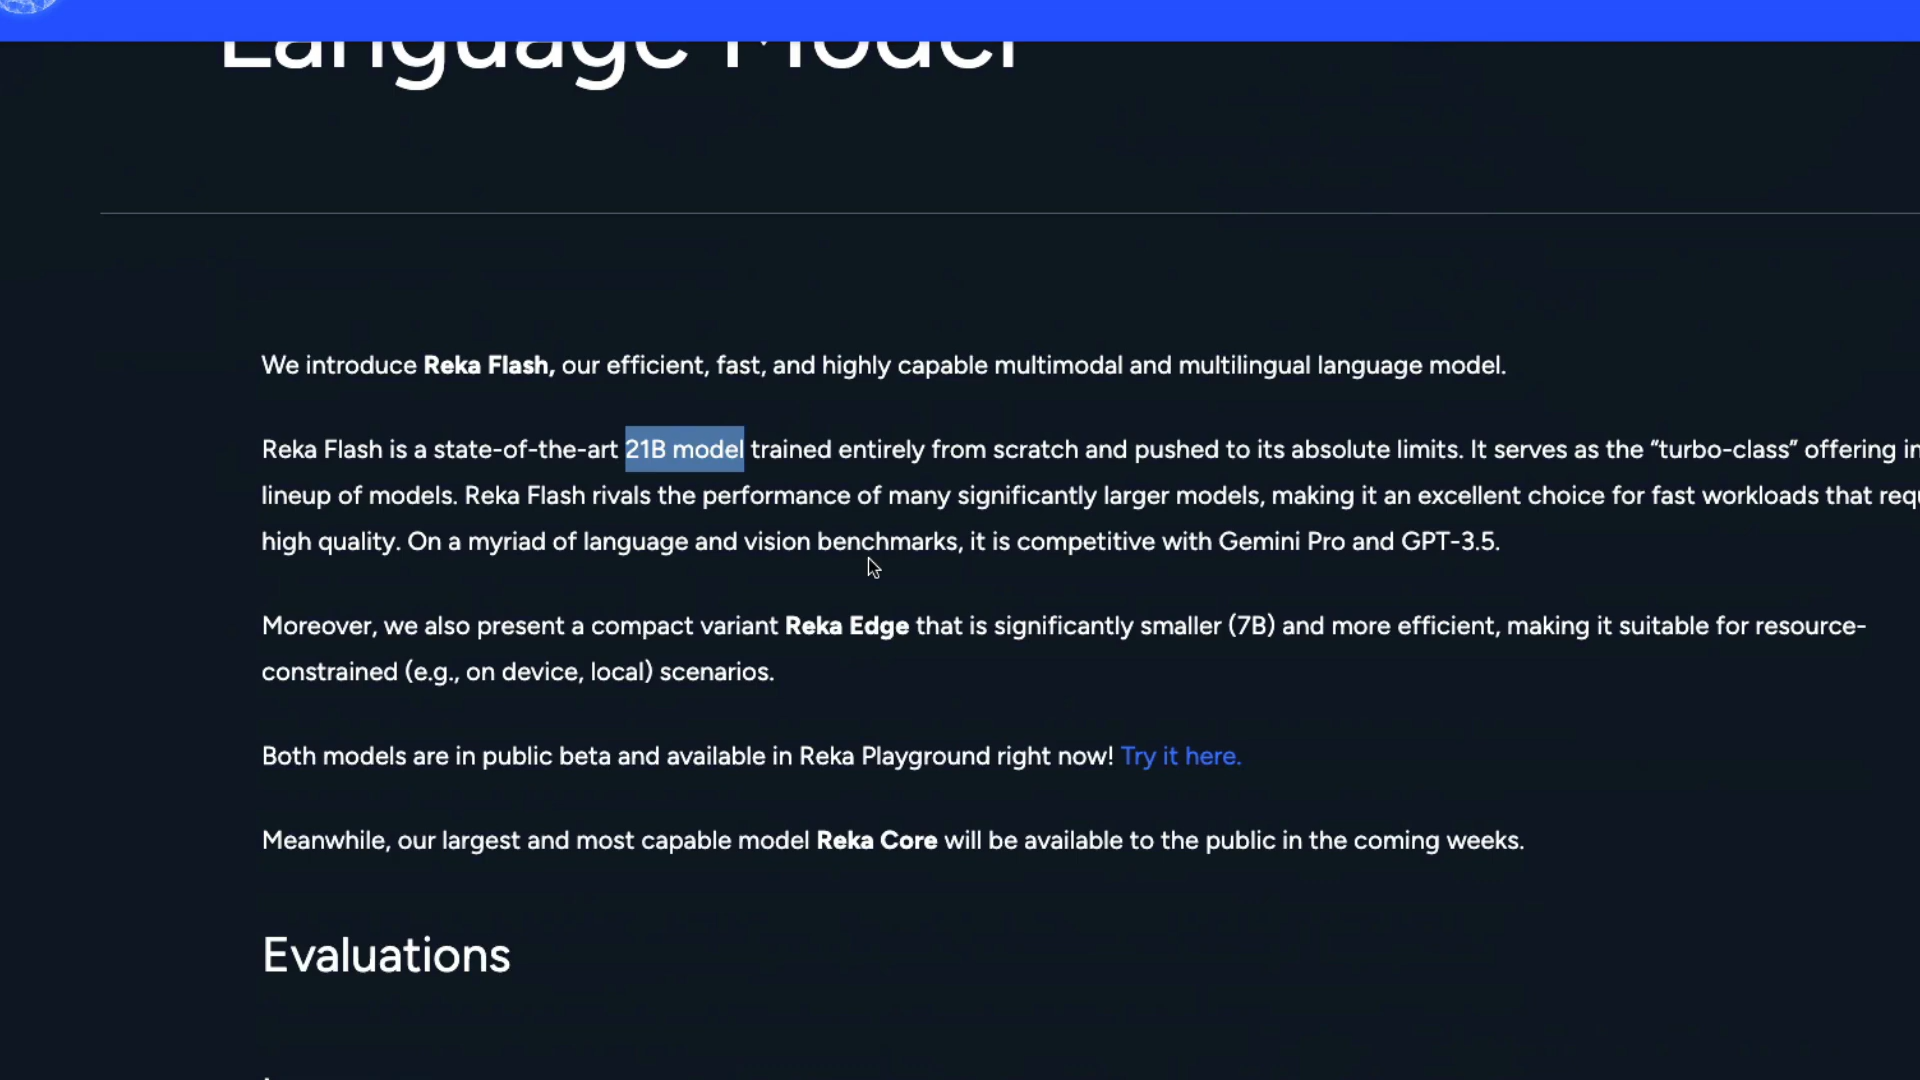 Language Model
We introduce Reka Flash, our efficient, fast, and highly capable multimodal and multilingual language model.
Reka Flash is a state-of-the-art 21B model trained entirely from scratch and pushed to its absolute limits. It serves as the “turbo-class” offering in
lineup of models. Reka Flash rivals the performance of many significantly larger models, making it an excellent choice for fast workloads that
high quality. On a myriad of language and vision benchmarks, it is competitive with Gemini Pro and GPT-3.5.
Moreover, we also present a compact variant Reka Edge that is significantly smaller (7B) and more efficient, making it suitable for resource-
constrained (e.g., on device, local) scenarios.
Both models are in public beta and available in Reka Playground right now! Try it here.
Meanwhile, our largest and most capable model Reka Core will be available to the public in the coming weeks.
Evaluations